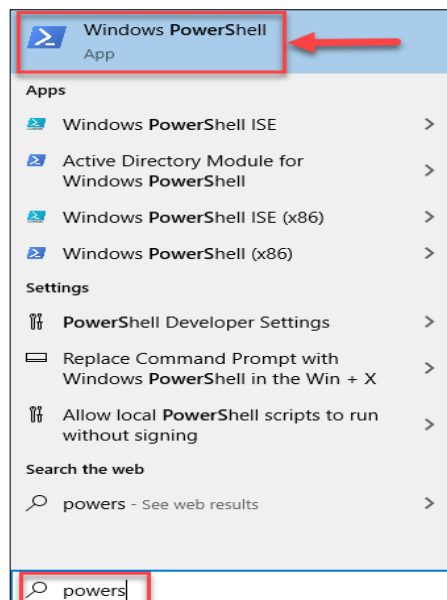 Windows PowerShell
App
Apps
Windows PowerShell ISE
Active Directory Module for
Windows PowerShell
Windows PowerShell ISE (x86)
Windows PowerShell (x86)
Settings
PowerShell Developer Settings
Replace Command Prompt with
Windows PowerShell in the Win + X
Allow local PowerShell scripts to run
without signing
Search the web
powers - See web results
powers